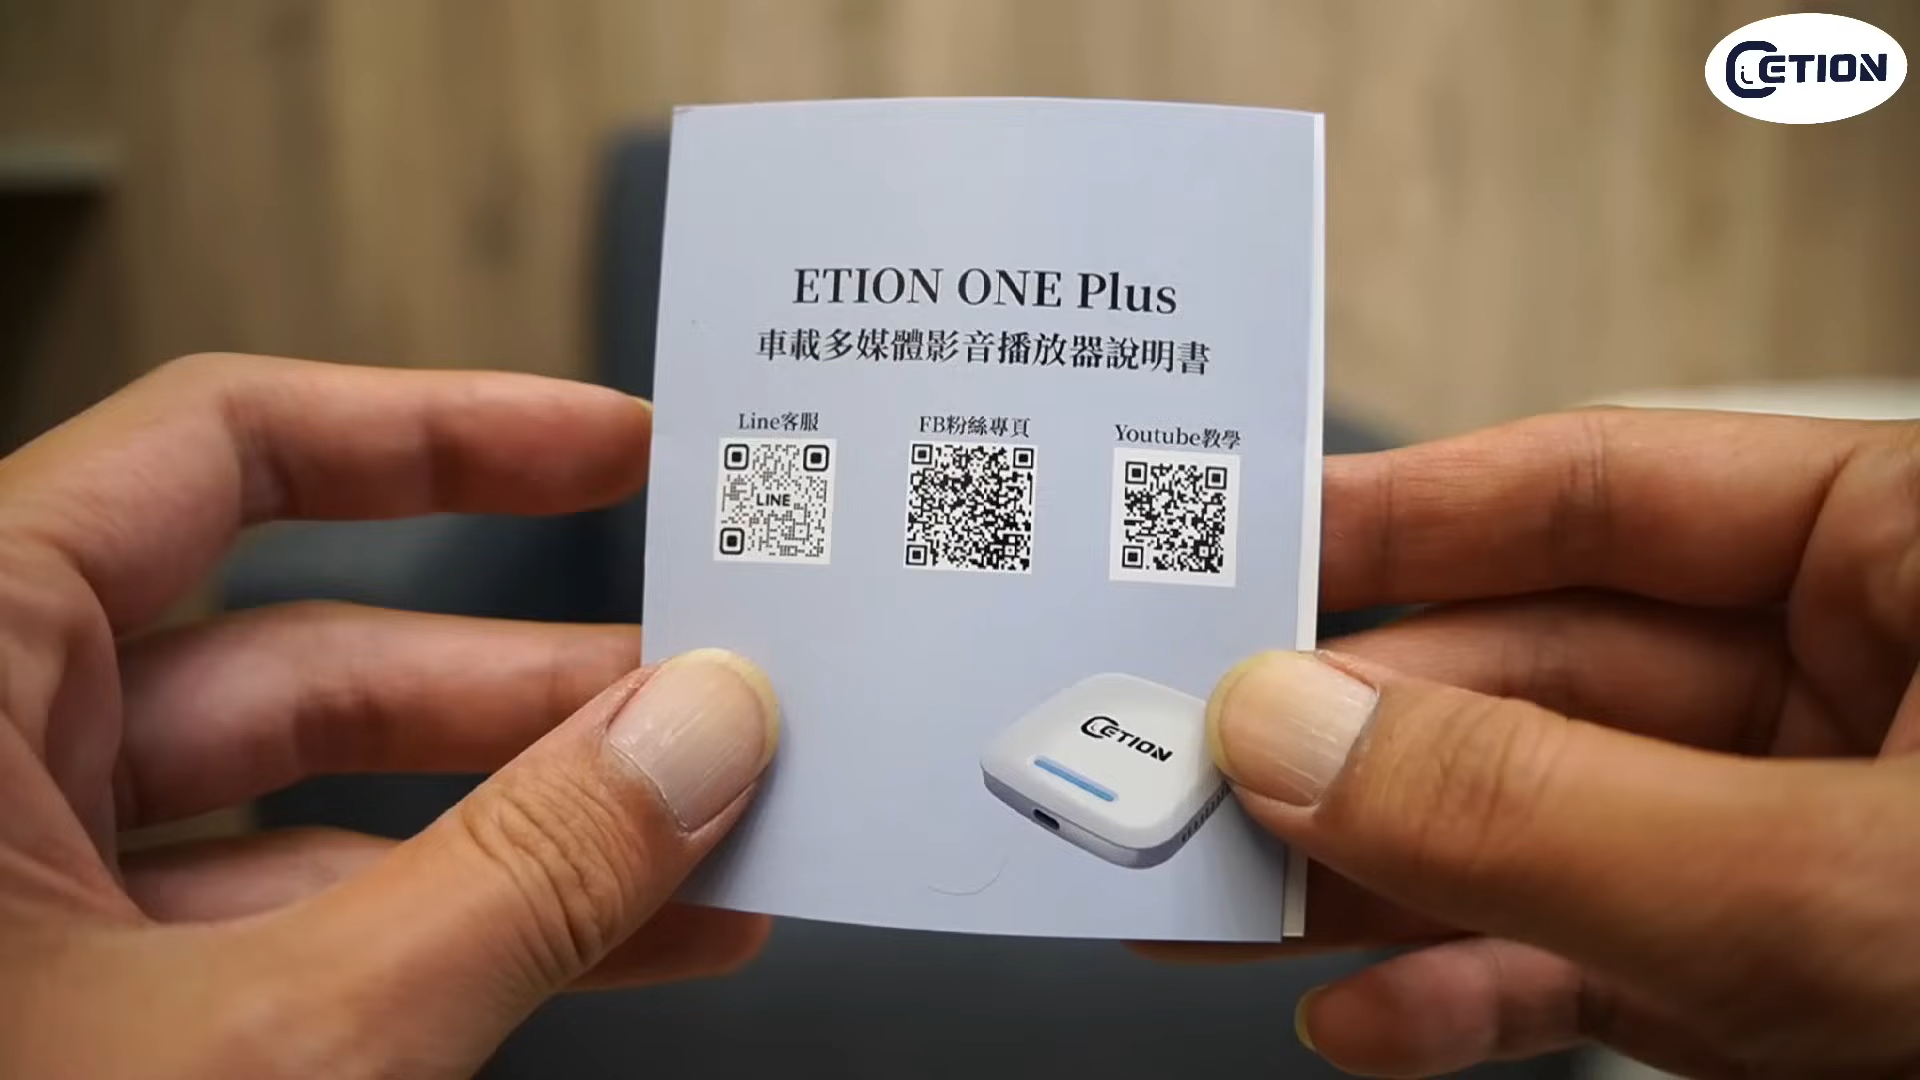 ETION
ETION ONE Plus
車載多媒體影音播放器說明書
Line客服
FB粉絲專頁
Youtube教學
LINE
ETION